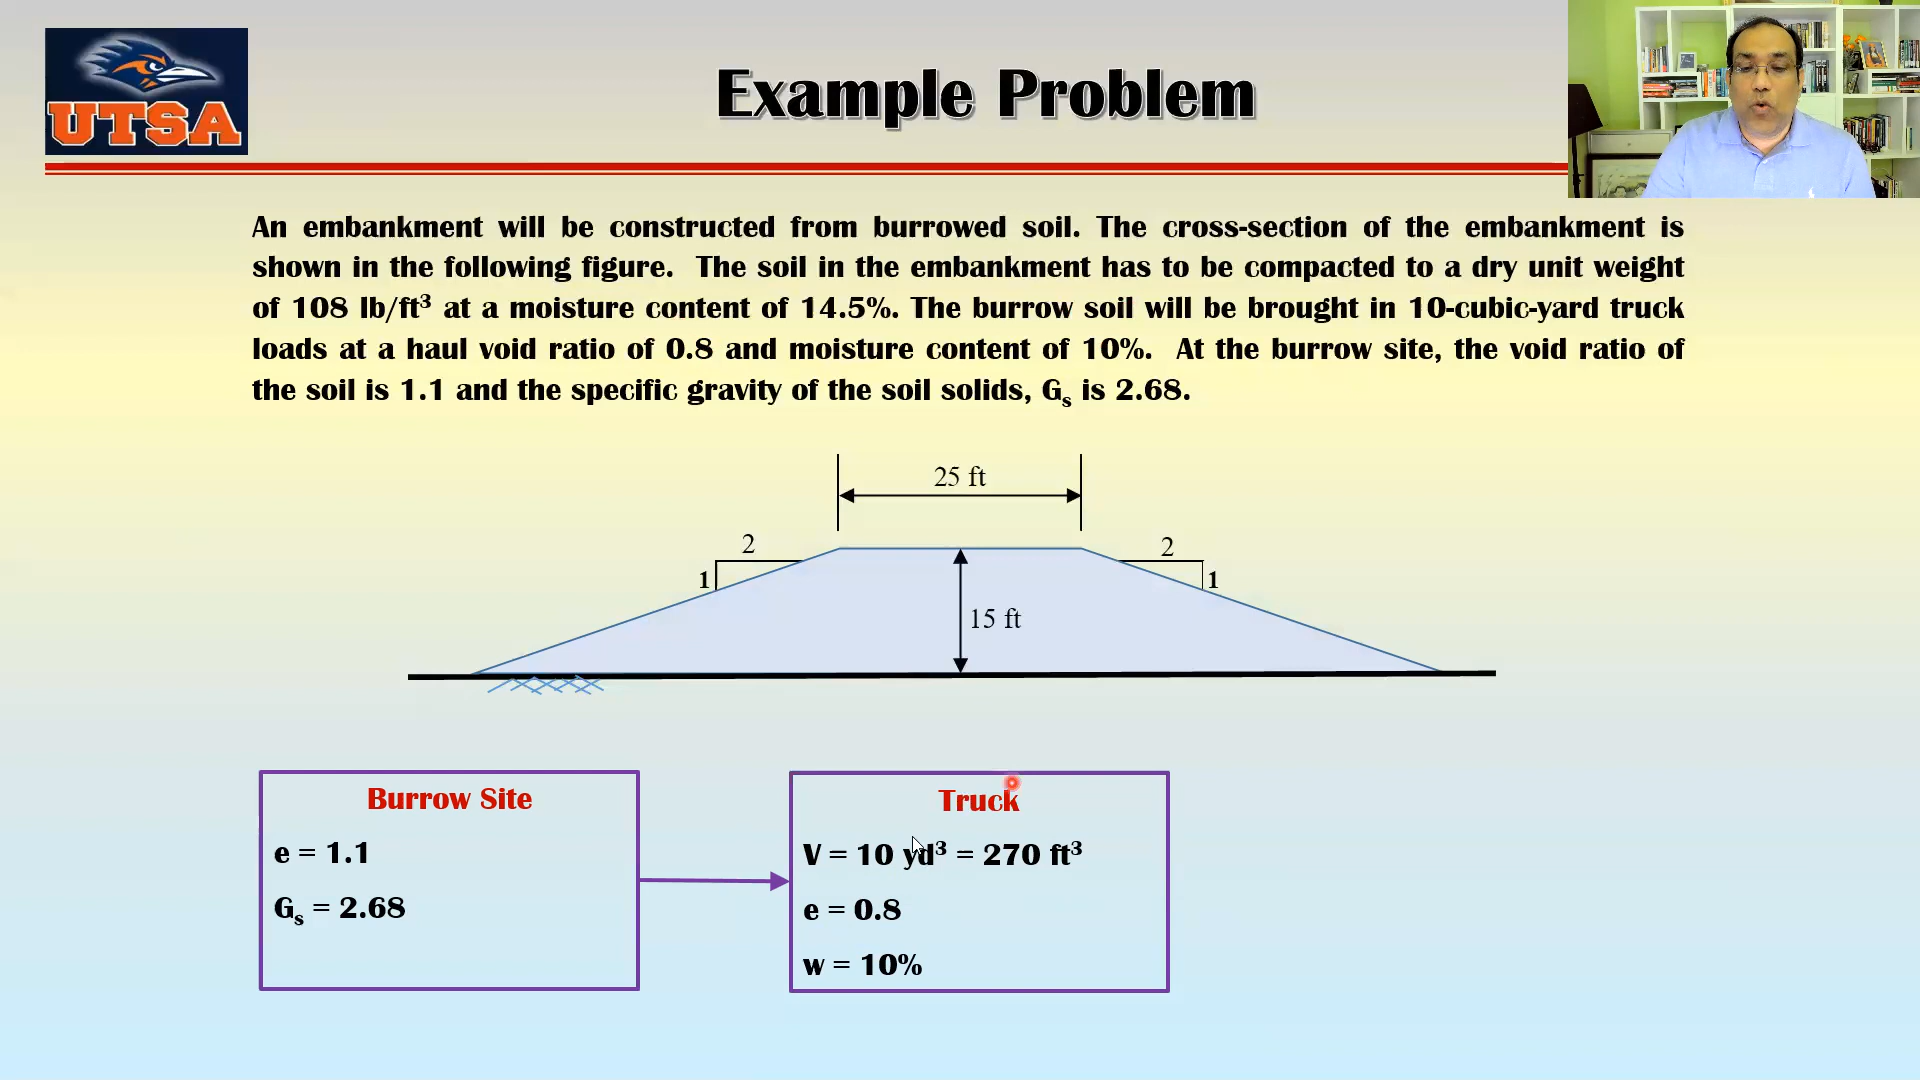 UTSA
Example Problem
An embankment will be constructed from burrowed soil. The cross-section of the embankment is
shown in the following figure. The soil in the embankment has to be compacted to a dry unit weight
of 108 lb/ft³ at a moisture content of 14.5%. The burrow soil will be brought in 10-cubic-yard truck
loads at a haul void ratio of 0.8 and moisture content of 10%. At the burrow site, the void ratio of
the soil is 1.1 and the specific gravity of the soil solids, Gₛ is 2.68.
25 ft
2
2
1
1
15 ft
Burrow Site
e = 1.1
Gₛ = 2.68
Truck
V = 10 yd³ = 270 ft³
e = 0.8
w = 10%